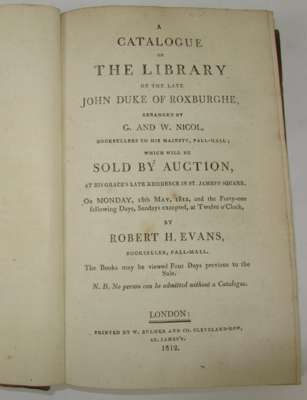 A
CATALOGUE
OF
THE LIBRARY
OF THE LATE
JOHN DUKE OF ROXBURGHE,
ARRANGED BY
G. AND W. NICOL,
BOOKSELLERS TO HIS MAJESTY, PALL-MALL;
WHICH WILL BE
SOLD BY AUCTION,
AT HIS GRACE'S LATE RESIDENCE IN ST. JAMES'S SQUARE,
On MONDAY, 18th May, 1812, and the Forty-one
following Days, Sundays excepted, at Twelve o'Clock,
BY
ROBERT H. EVANS,
BOOKSELLER, PALL-MALL.
The Books may be viewed Four Days previous to the
Sale.
N. B. No person can be admitted without a Catalogue.
LONDON:
PRINTED BY W. BULMER AND CO. CLEVELAND-ROW,
ST. JAMES'S.
1812.